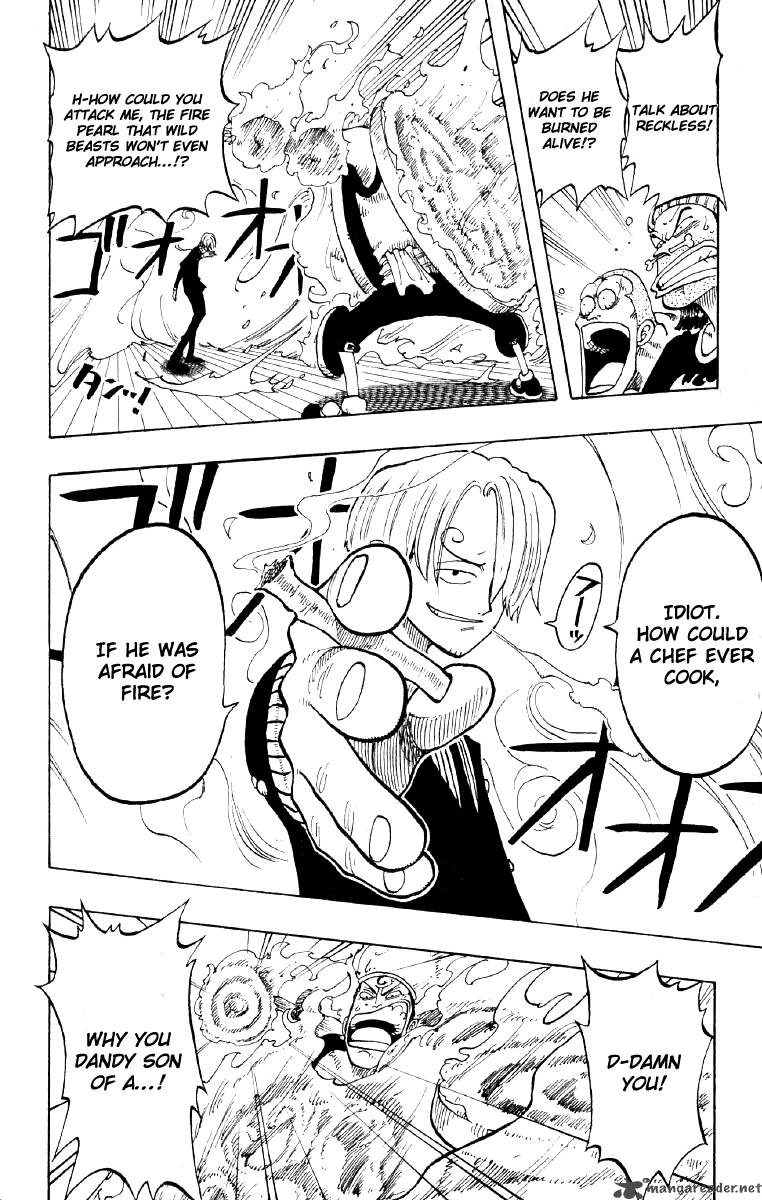 TALK ABOUT
RECKLESS!
DOES HE
WANT TO BE
BURNED
ALIVE!?
H-HOW COULD YOU
ATTACK ME, THE FIRE
PEARL THAT WILD
BEASTS WON'T EVEN
APPROACH...!?
ゴオオ
タンッ!
IDIOT.
HOW COULD
A CHEF EVER
COOK,
フーッ
IF HE WAS
AFRAID OF
FIRE?
D-DAMN
YOU!
WHY YOU
DANDY SON
OF A...!
mangareader.net